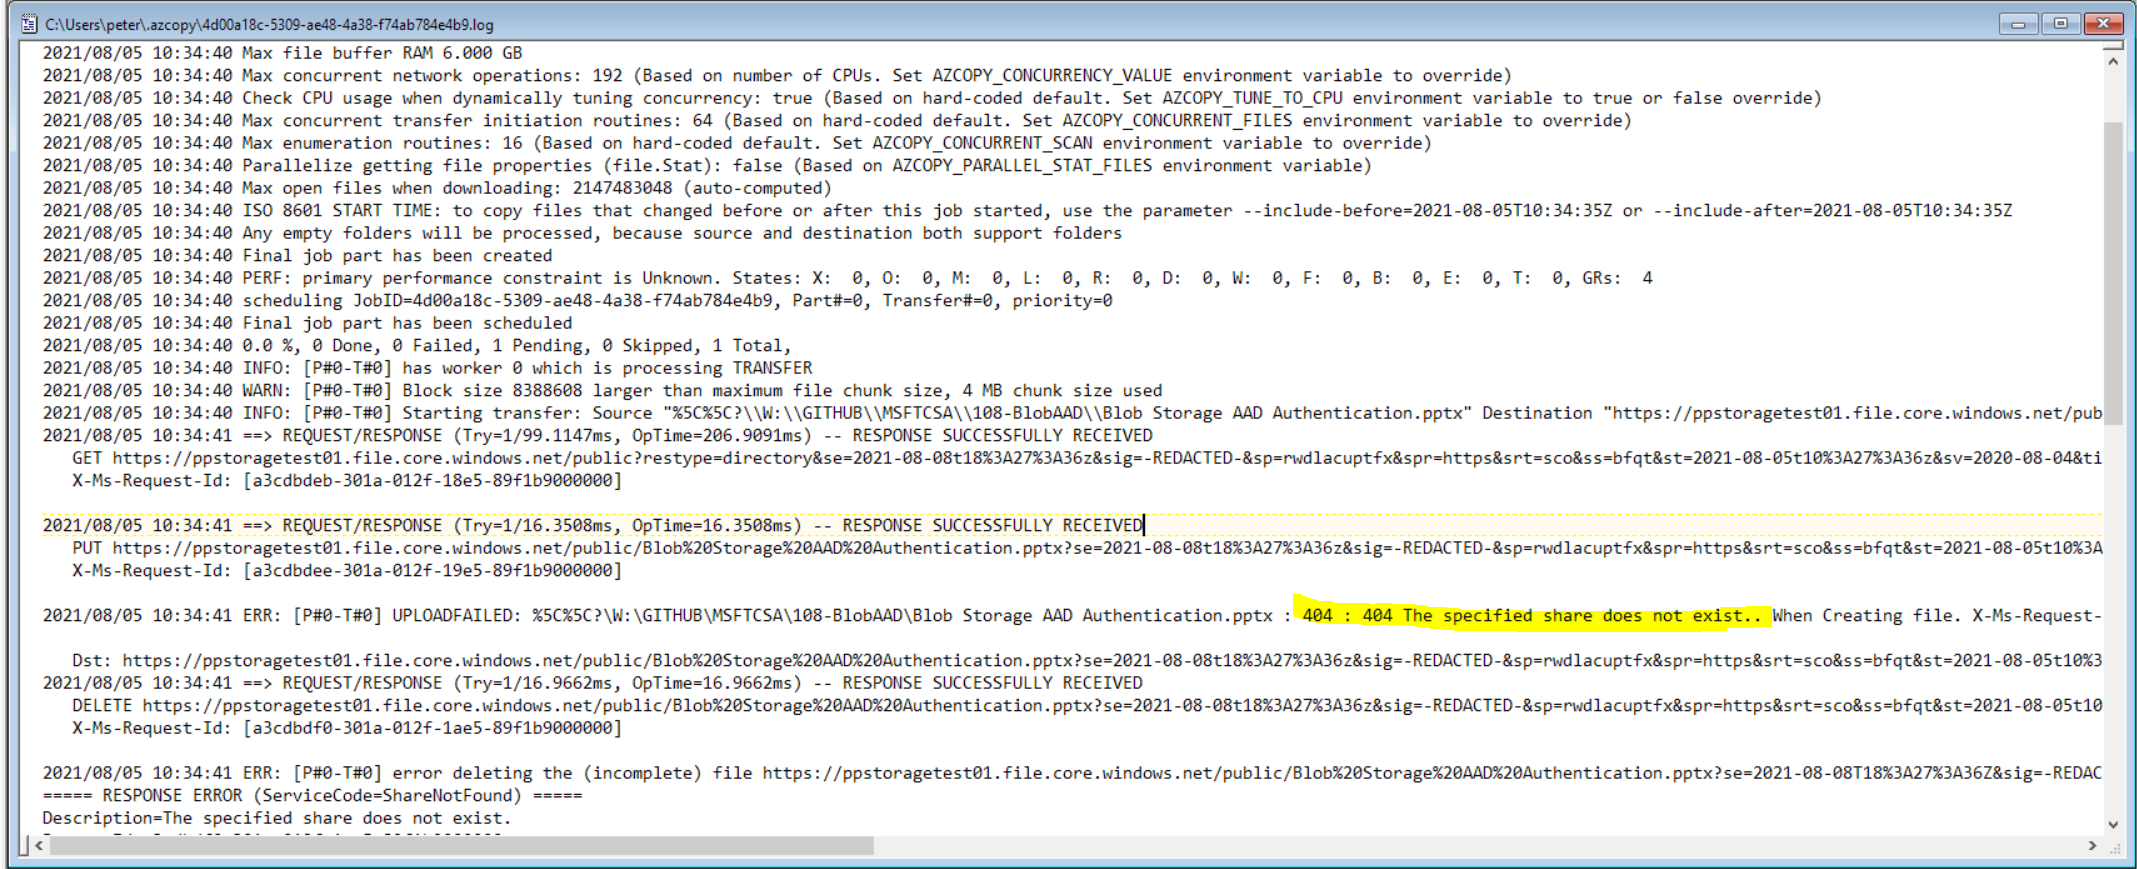 C:\Users\peter\.azcopy\4d00a18c-5309-ae48-4a38-f74ab784e4b9.log
2021/08/05 10:34:40 Max file buffer RAM 6.000 GB
2021/08/05 10:34:40 Max concurrent network operations: 192 (Based on number of CPUs. Set AZCOPY_CONCURRENCY_VALUE environment variable to override)
2021/08/05 10:34:40 Check CPU usage when dynamically tuning concurrency: true (Based on hard-coded default. Set AZCOPY_TUNE_TO_CPU environment variable to true or false override)
2021/08/05 10:34:40 Max concurrent transfer initiation routines: 64 (Based on hard-coded default. Set AZCOPY_CONCURRENT_FILES environment variable to override)
2021/08/05 10:34:40 Max enumeration routines: 16 (Based on hard-coded default. Set AZCOPY_CONCURRENT_SCAN environment variable to override)
2021/08/05 10:34:40 Parallelize getting file properties (file.Stat): false (Based on AZCOPY_PARALLEL_STAT_FILES environment variable)
2021/08/05 10:34:40 Max open files when downloading: 2147483048 (auto-computed)
2021/08/05 10:34:40 ISO 8601 START TIME: to copy files that changed before or after this job started, use the parameter --include-before=2021-08-05T10:34:35Z or --include-after=2021-08-05T10:34:35Z
2021/08/05 10:34:40 Any empty folders will be processed, because source and destination both support folders
2021/08/05 10:34:40 Final job part has been created
2021/08/05 10:34:40 PERF: primary performance constraint is Unknown. States: X:  0, O:  0, M:  0, L:  0, R:  0, D:  0, W:  0, F:  0, B:  0, E:  0, T:  0, GRs:  4
2021/08/05 10:34:40 scheduling JobID=4d00a18c-5309-ae48-4a38-f74ab784e4b9, Part#=0, Transfer#=0, priority=0
2021/08/05 10:34:40 Final job part has been scheduled
2021/08/05 10:34:40 0.0 %, 0 Done, 0 Failed, 1 Pending, 0 Skipped, 1 Total,
2021/08/05 10:34:40 INFO: [P#0-T#0] has worker 0 which is processing TRANSFER
2021/08/05 10:34:40 WARN: [P#0-T#0] Block size 8388608 larger than maximum file chunk size, 4 MB chunk size used
2021/08/05 10:34:40 INFO: [P#0-T#0] Starting transfer: Source "%5C%5C?\\W:\\GITHUB\\MSFTCSA\\108-BlobAAD\\Blob Storage AAD Authentication.pptx" Destination "https://ppstoragetest01.file.core.windows.net/pub
2021/08/05 10:34:41 ==> REQUEST/RESPONSE (Try=1/99.1147ms, OpTime=206.9091ms) -- RESPONSE SUCCESSFULLY RECEIVED
GET https://ppstoragetest01.file.core.windows.net/public?restype=directory&se=2021-08-08t18%3A27%3A36z&sig=-REDACTED-&sp=rwdlacuptfx&spr=https&srt=sco&ss=bfqt&st=2021-08-05t10%3A27%3A36z&sv=2020-08-04&ti
X-Ms-Request-Id: [a3cdbdeb-301a-012f-18e5-89f1b9000000]
2021/08/05 10:34:41 ==> REQUEST/RESPONSE (Try=1/16.3508ms, OpTime=16.3508ms) -- RESPONSE SUCCESSFULLY RECEIVED
PUT https://ppstoragetest01.file.core.windows.net/public/Blob%20Storage%20AAD%20Authentication.pptx?se=2021-08-08t18%3A27%3A36z&sig=-REDACTED-&sp=rwdlacuptfx&spr=https&srt=sco&ss=bfqt&st=2021-08-05t10%3A
X-Ms-Request-Id: [a3cdbdee-301a-012f-19e5-89f1b9000000]
2021/08/05 10:34:41 ERR: [P#0-T#0] UPLOADFAILED: %5C%5C?\W:\GITHUB\MSFTCSA\108-BlobAAD\Blob Storage AAD Authentication.pptx : 404 : 404 The specified share does not exist.. When Creating file. X-Ms-Request-
Dst: https://ppstoragetest01.file.core.windows.net/public/Blob%20Storage%20AAD%20Authentication.pptx?se=2021-08-08t18%3A27%3A36z&sig=-REDACTED-&sp=rwdlacuptfx&spr=https&srt=sco&ss=bfqt&st=2021-08-05t10%3
2021/08/05 10:34:41 ==> REQUEST/RESPONSE (Try=1/16.9662ms, OpTime=16.9662ms) -- RESPONSE SUCCESSFULLY RECEIVED
DELETE https://ppstoragetest01.file.core.windows.net/public/Blob%20Storage%20AAD%20Authentication.pptx?se=2021-08-08t18%3A27%3A36z&sig=-REDACTED-&sp=rwdlacuptfx&spr=https&srt=sco&ss=bfqt&st=2021-08-05t10
X-Ms-Request-Id: [a3cdbdf0-301a-012f-1ae5-89f1b9000000]
2021/08/05 10:34:41 ERR: [P#0-T#0] error deleting the (incomplete) file https://ppstoragetest01.file.core.windows.net/public/Blob%20Storage%20AAD%20Authentication.pptx?se=2021-08-08T18%3A27%3A36Z&sig=-REDAC
===== RESPONSE ERROR (ServiceCode=ShareNotFound) =====
Description=The specified share does not exist.